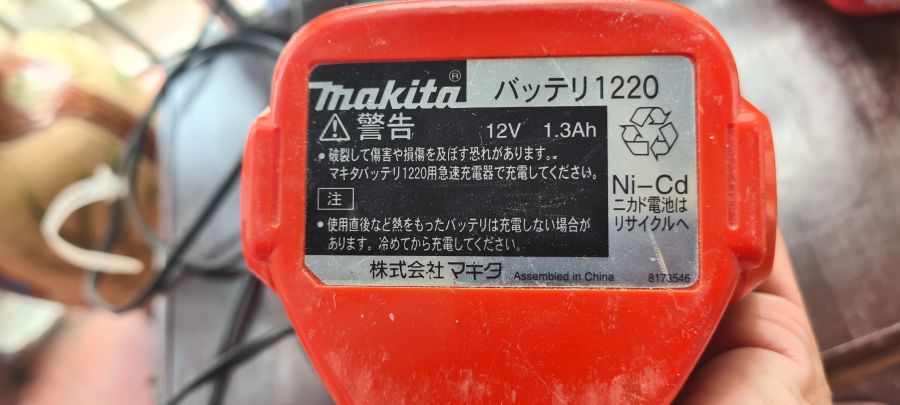 makita® バッテリ1220
警告 12V 1.3Ah
•破裂して傷害や損傷を及ぼす恐れがあります。
マキタバッテリ1220用急速充電器で充電してください。
注
•使用直後など熱をもったバッテリは充電しない場合が
あります。冷めてから充電してください。
Ni-Cd
ニカド電池は
リサイクルへ
株式会社マキタ Assembled in China 8173546